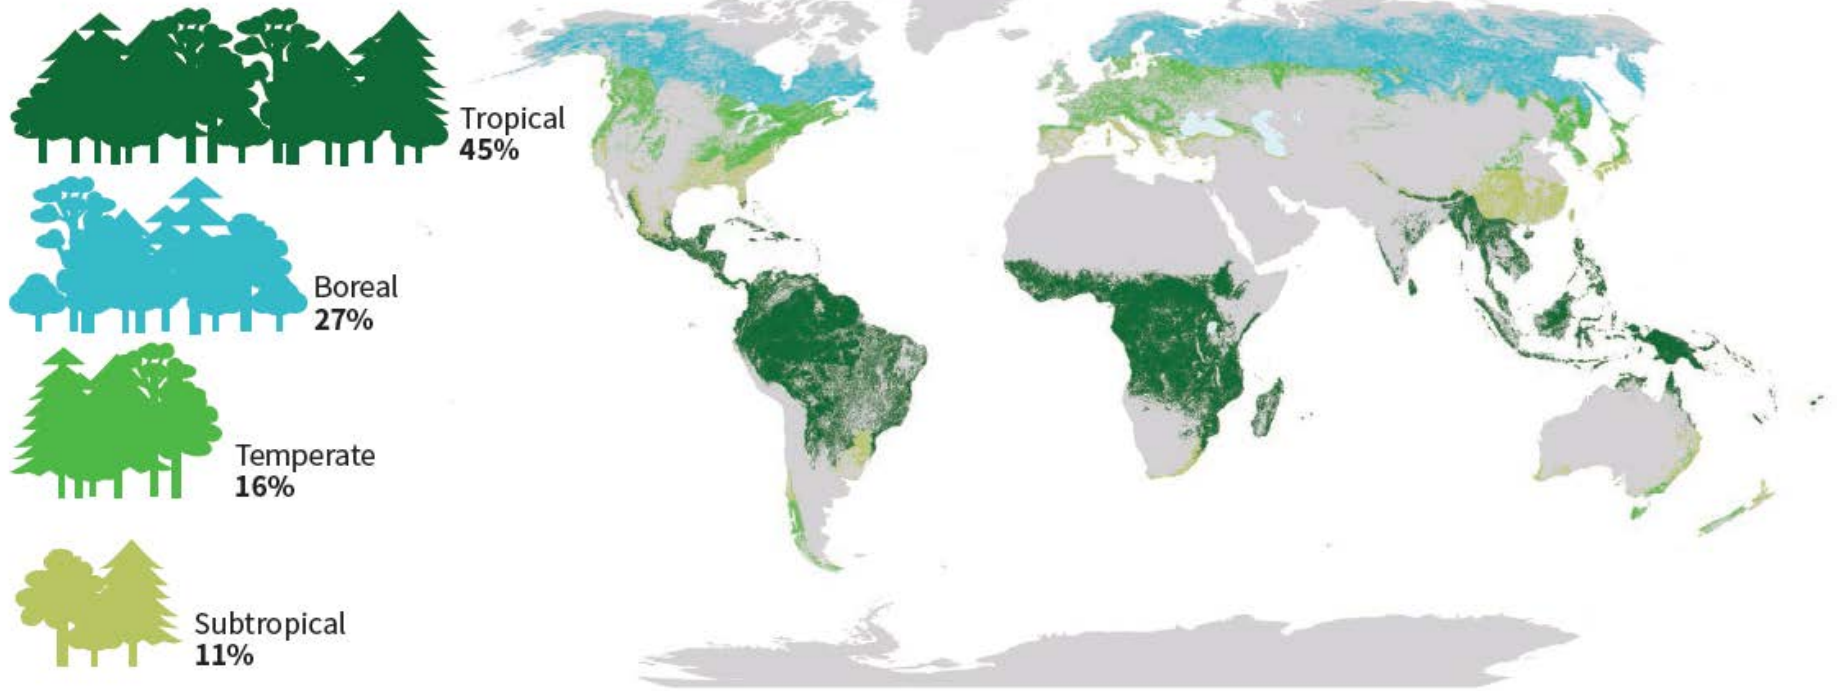 Tropical
45%
Boreal
27%
Temperate
16%
Subtropical
11%